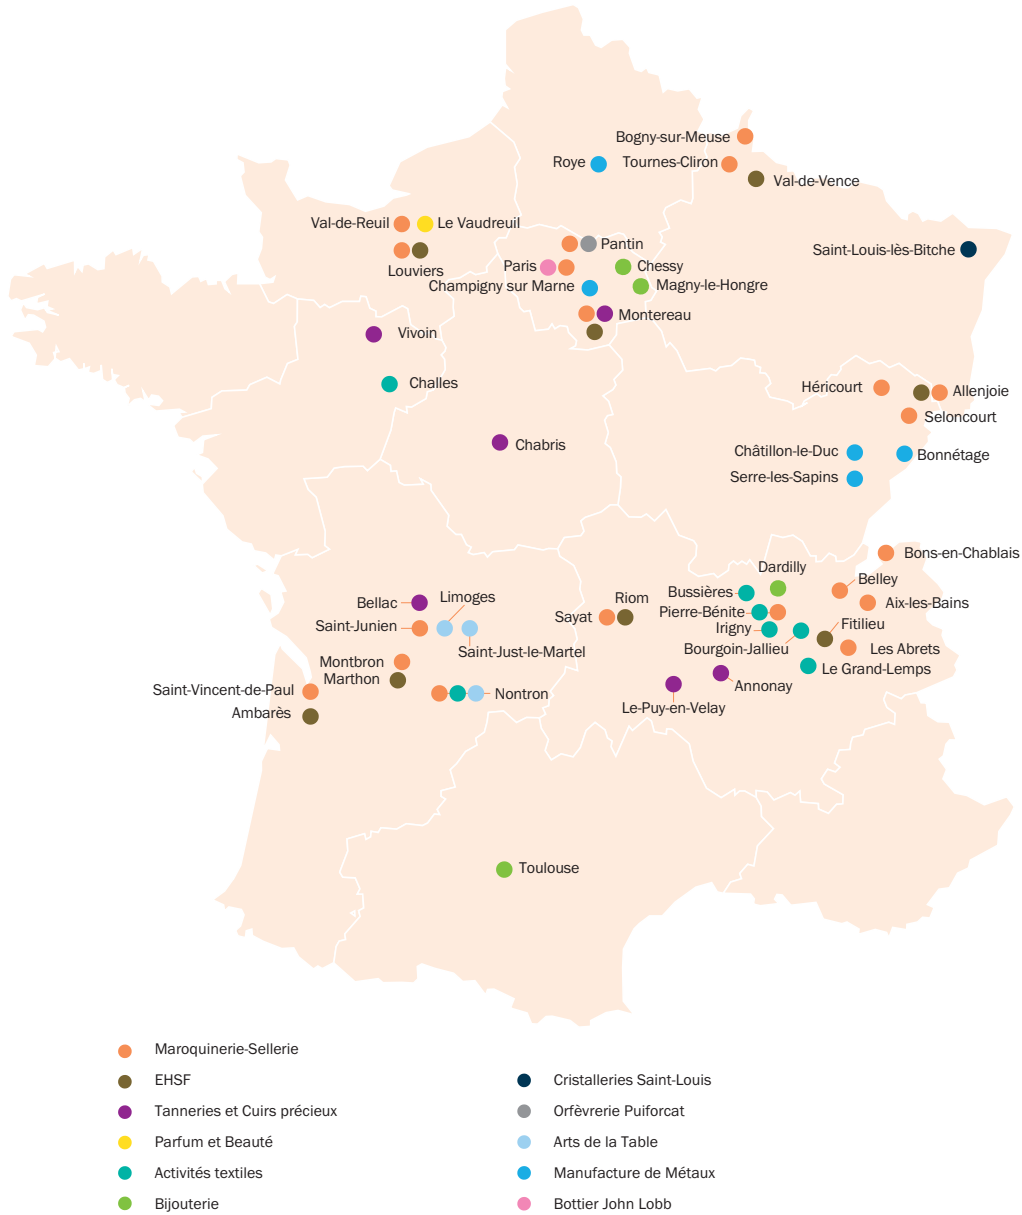 Bogny-sur-Meuse
Roye
Tournes-Cliron
Val-de-Vence
Val-de-Reuil
Le Vaudreuil
Pantin
Saint-Louis-lès-Bitche
Louviers
Paris
Chessy
Champigny sur Marne
Magny-le-Hongre
Montereau
Vivoin
Challes
Héricourt
Allenjoie
Seloncourt
Chabris
Châtillon-le-Duc
Bonnétage
Serre-les-Sapins
Bons-en-Chablais
Dardilly
Belley
Bussières
Bellac
Limoges
Riom
Aix-les-Bains
Pierre-Bénite
Sayat
Saint-Junien
Irigny
Fitilieu
Bourgoin-Jallieu
Les Abrets
Saint-Just-le-Martel
Montbron
Le Grand-Lemps
Marthon
Annonay
Saint-Vincent-de-Paul
Nontron
Le-Puy-en-Velay
Ambarès
Toulouse
Maroquinerie-Sellerie
EHSF
Tanneries et Cuirs précieux
Parfum et Beauté
Activités textiles
Bijouterie
Cristalleries Saint-Louis
Orfèvrerie Puiforcat
Arts de la Table
Manufacture de Métaux
Bottier John Lobb